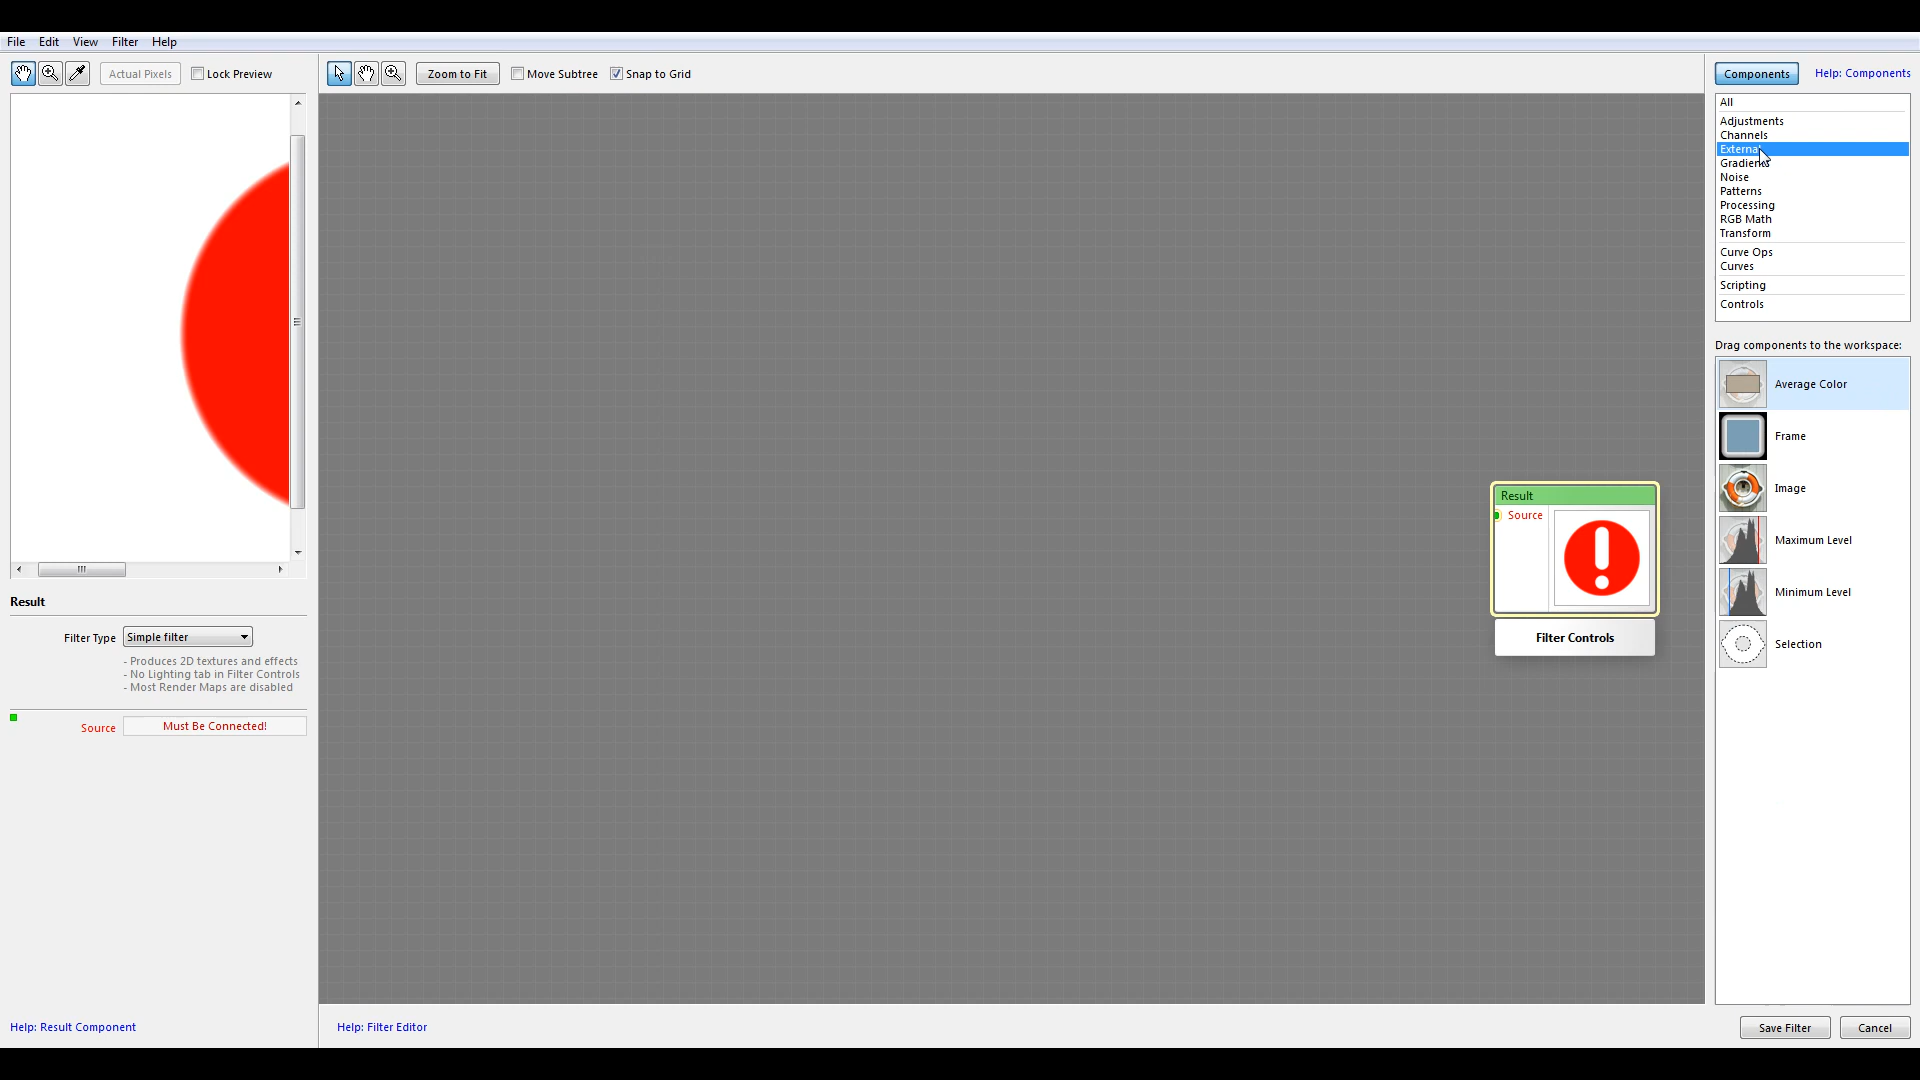 File Edit View Filter Help
Actual Pixels Lock Preview
Zoom to Fit Move Subtree Snap to Grid
Components Help: Components
All
Adjustments
Channels
External
Gradients
Noise
Patterns
Processing
RGB Math
Transform
Curve Ops
Curves
Scripting
Controls
Drag components to the workspace:
Average Color
Frame
Image
Maximum Level
Minimum Level
Selection
Result
Source
Filter Controls
Result
Filter Type Simple filter
- Produces 2D textures and effects
- No Lighting tab in Filter Controls
- Most Render Maps are disabled
Source Must Be Connected!
Help: Result Component
Help: Filter Editor
Save Filter Cancel